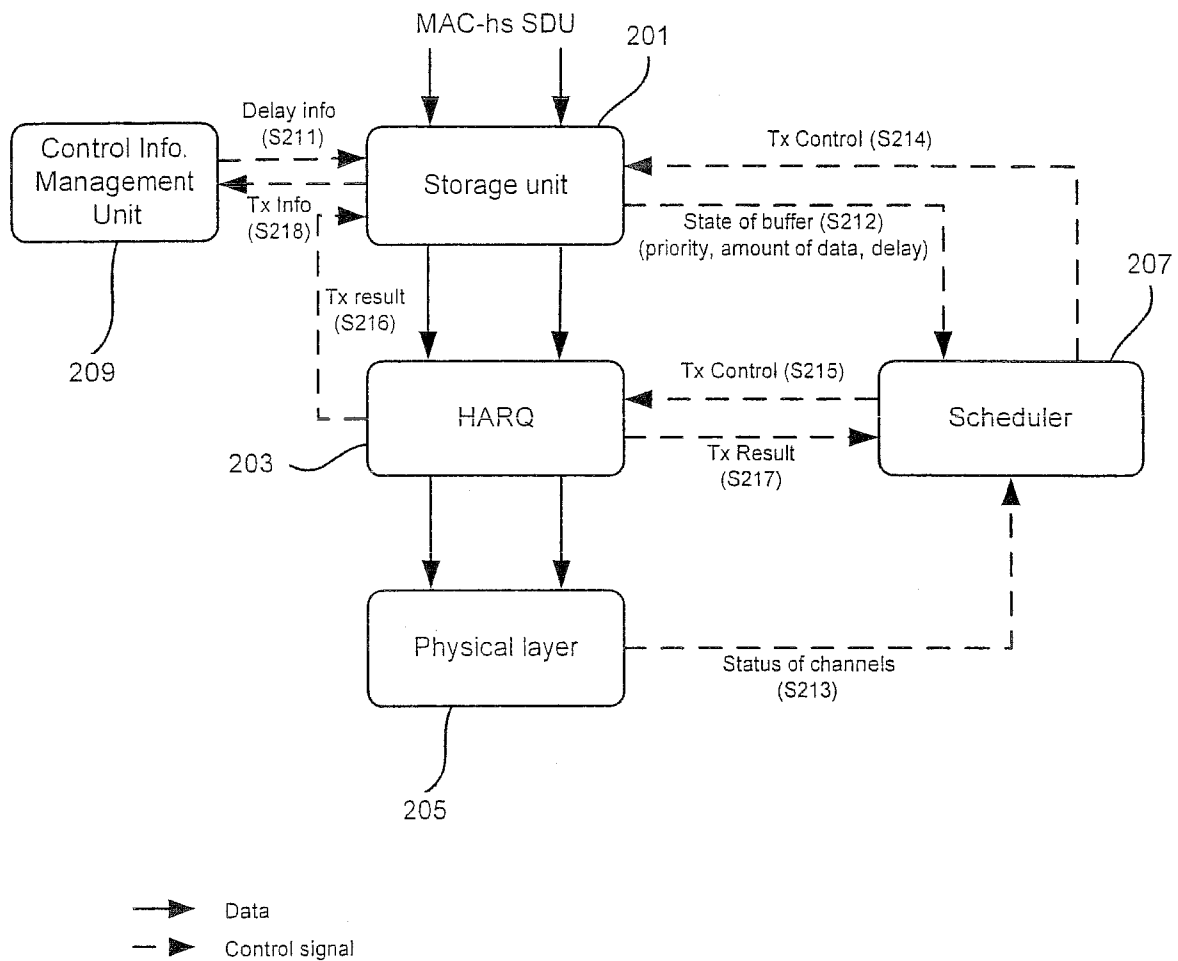 MAC-hs SDU
201
Delay info
(S211)
Tx Control (S214)
Control Info.
Management
Unit
Storage unit
Tx Info
(S218)
State of buffer (S212)
(priority, amount of data, delay)
207
Tx result
(S216)
209
Tx Control (S215)
HARQ
Scheduler
203
Tx Result
(S217)
Physical layer
Status of channels
(S213)
205
Data
Control signal